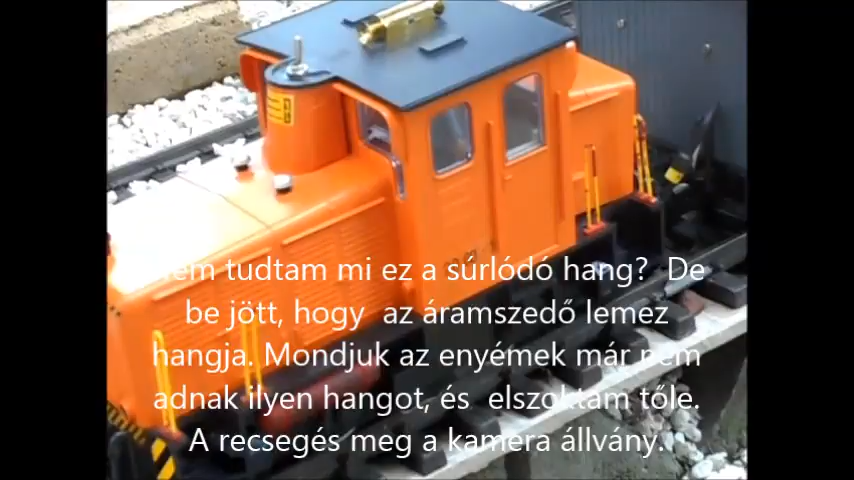 Nem tudtam mi ez a súrlódó hang? De
be jött, hogy az áramszedő lemez
hangja. Mondjuk az enyémek már nem
adnak ilyen hangot, és elszoktam tőle.
A recsegés meg a kamera állvány.